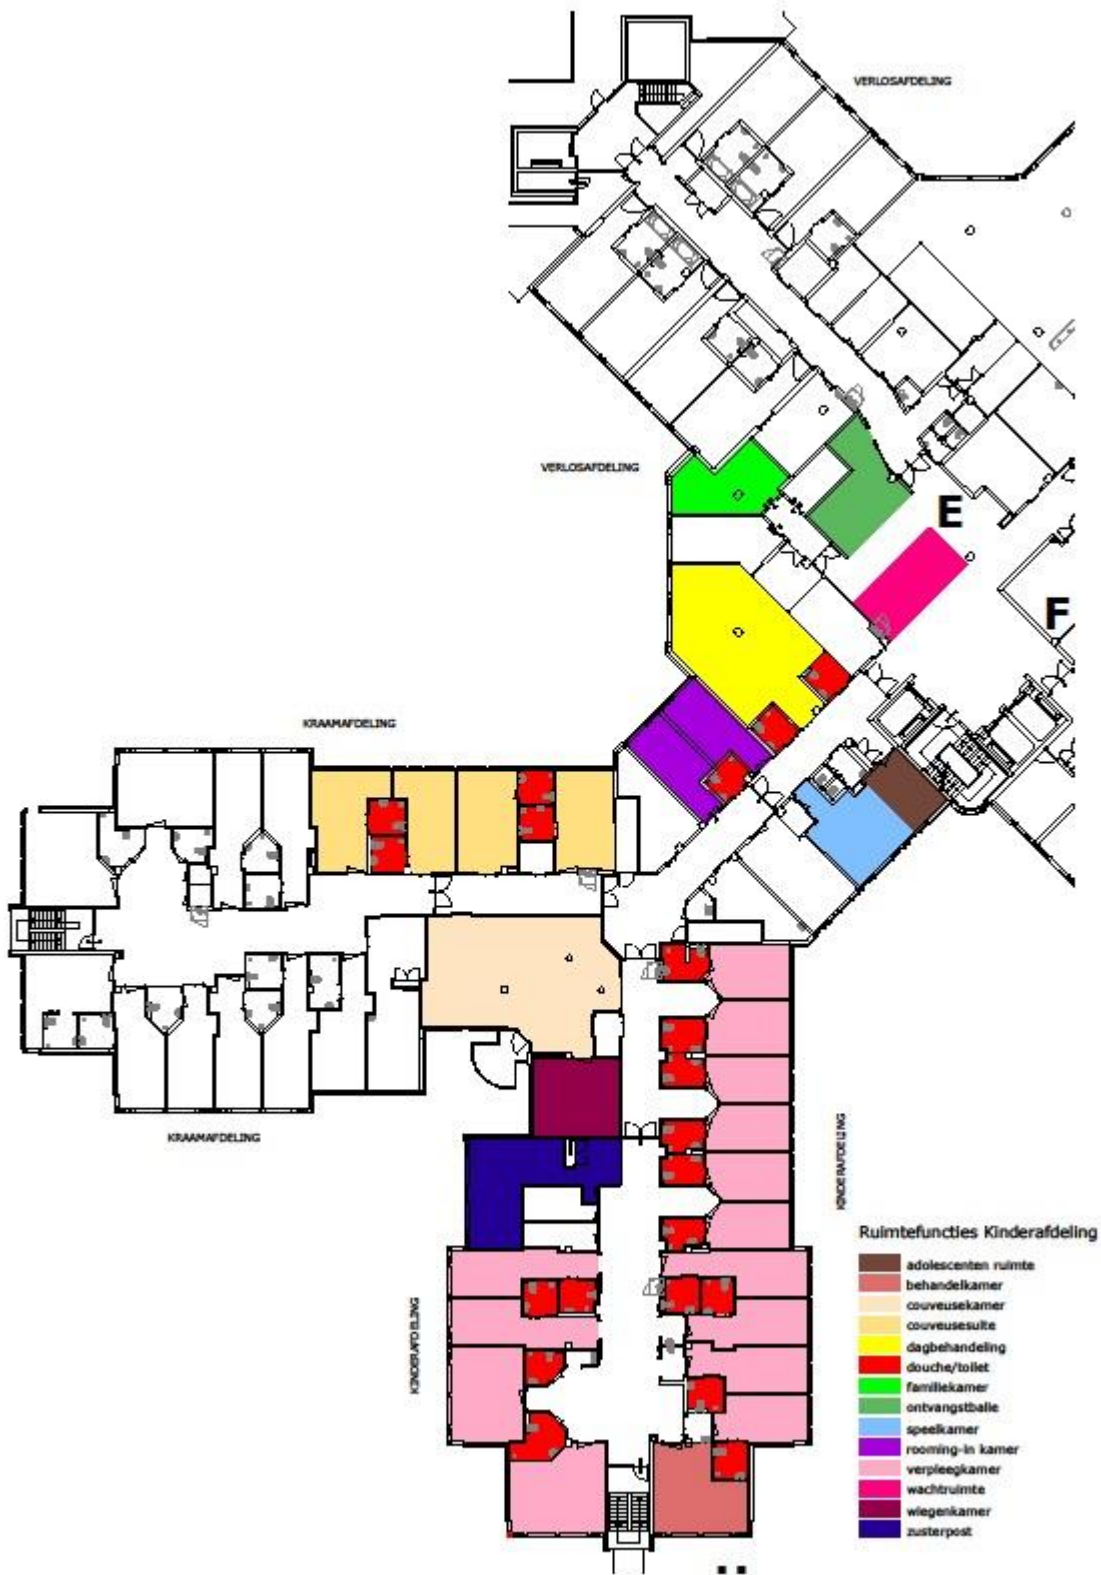 VERLOSAFDELING
VERLOSAFDELING
E
F
KRAAMAFDELING
KRAAMAFDELING
KINDERAFDELING
KINDERAFDELING
Ruimtefuncties Kinderafdeling
adolescenten ruimte
behandelkamer
couveusekamer
couveusesuite
dagbehandeling
douche/toilet
familiekamer
ontvangstbalie
speelkamer
rooming-in kamer
verpleegkamer
wachtruimte
wiegenkamer
zusterpost